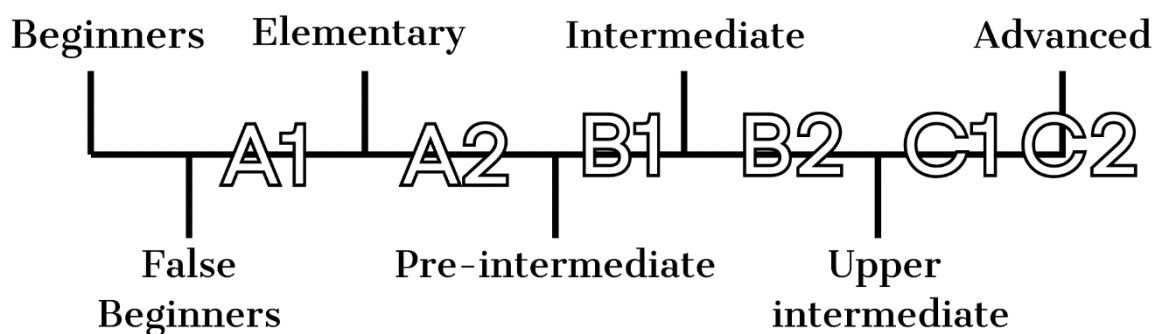 Beginners Elementary Intermediate Advanced
A1 A2 B1 B2 C1 C2
False Pre-intermediate Upper
Beginners intermediate